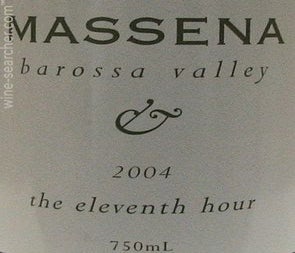 MASSENA
barossa valley
&
2004
the eleventh hour
750mL
wine-searcher.com